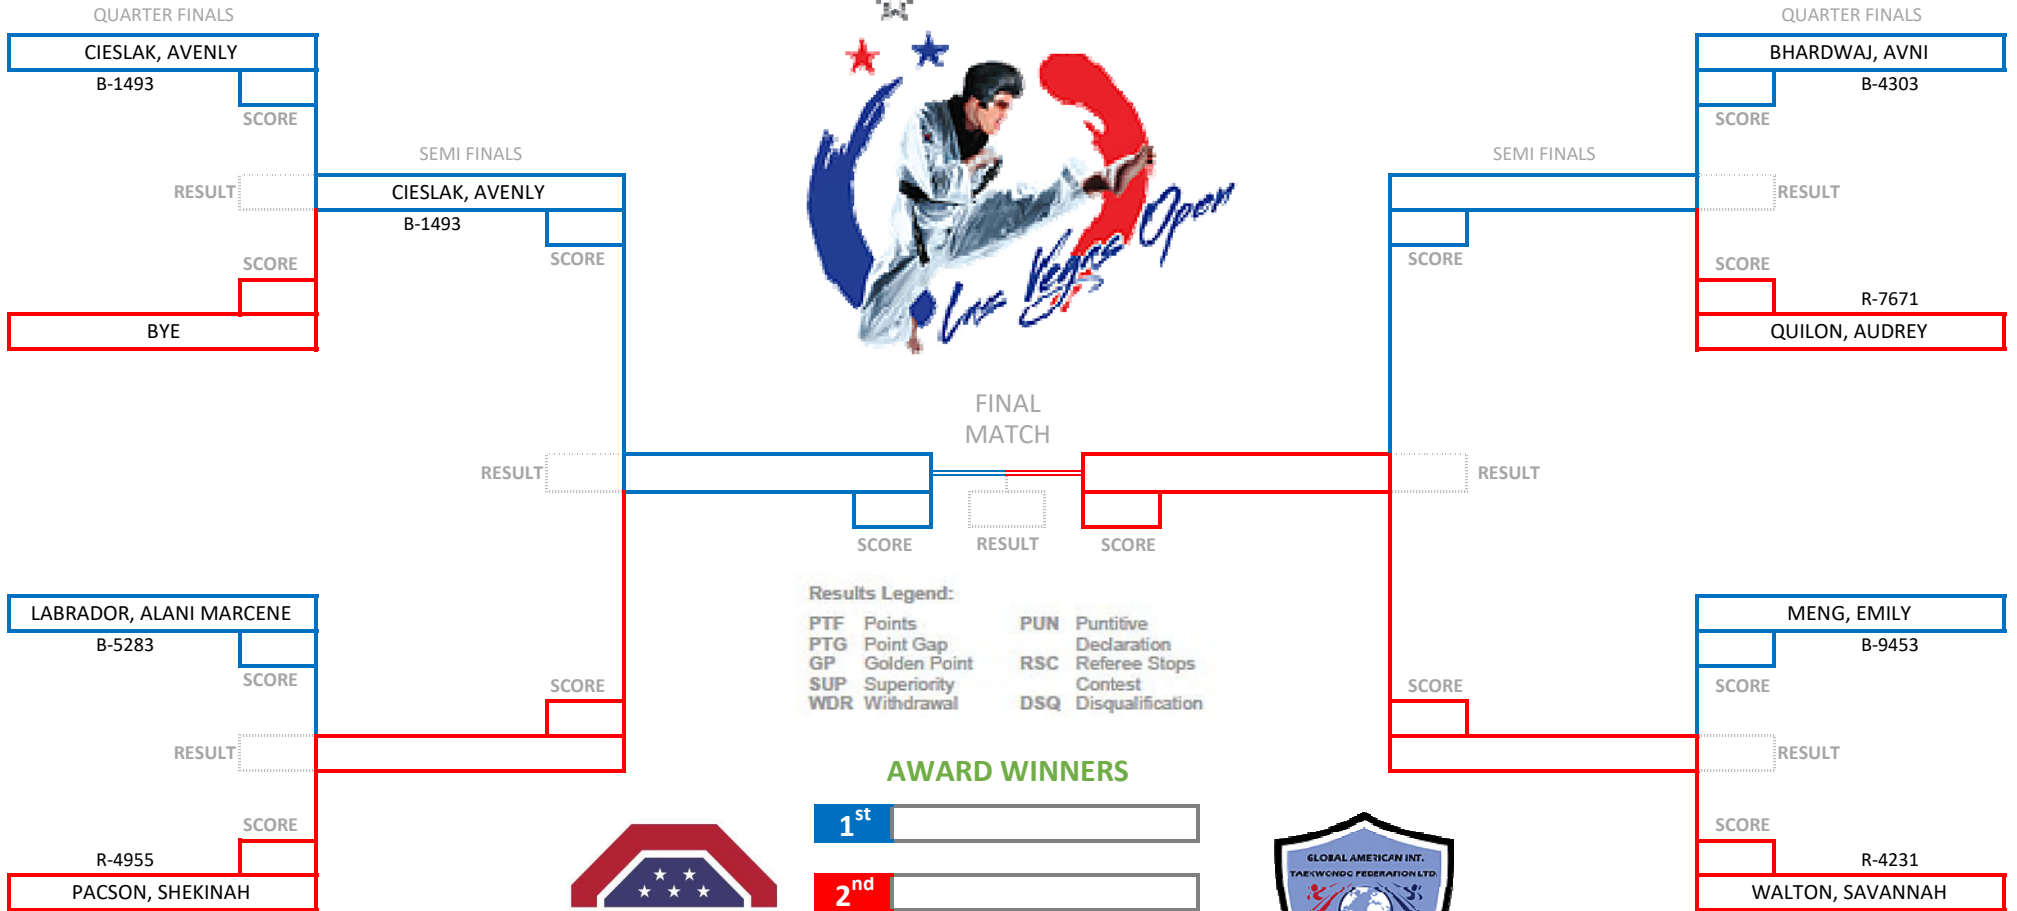 QUARTER FINALS
QUARTER FINALS
CIESLAK, AVENLY
BHARDWAJ, AVNI
B-1493
B-4303
SCORE
SCORE
SEMI FINALS
SEMI FINALS
RESULT
CIESLAK, AVENLY
RESULT
B-1493
SCORE
SCORE
SCORE
SCORE
Las Vegas Open
R-7671
BYE
QUILON, AUDREY
FINAL
MATCH
RESULT
RESULT
SCORE
RESULT
SCORE
Results Legend:
PTF Points
PTG Point Gap
GP Golden Point
SUP Superiority
WDR Withdrawal
PUN Puntitive
Declaration
RSC Referee Stops
Contest
DSQ Disqualification
LABRADOR, ALANI MARCENE
MENG, EMILY
B-5283
B-9453
SCORE
SCORE
SCORE
SCORE
RESULT
RESULT
AWARD WINNERS
1st
SCORE
SCORE
R-4955
R-4231
PACSON, SHEKINAH
2nd
WALTON, SAVANNAH
GLOBAL AMERICAN INT.
TAEKWONDO FEDERATION LTD.